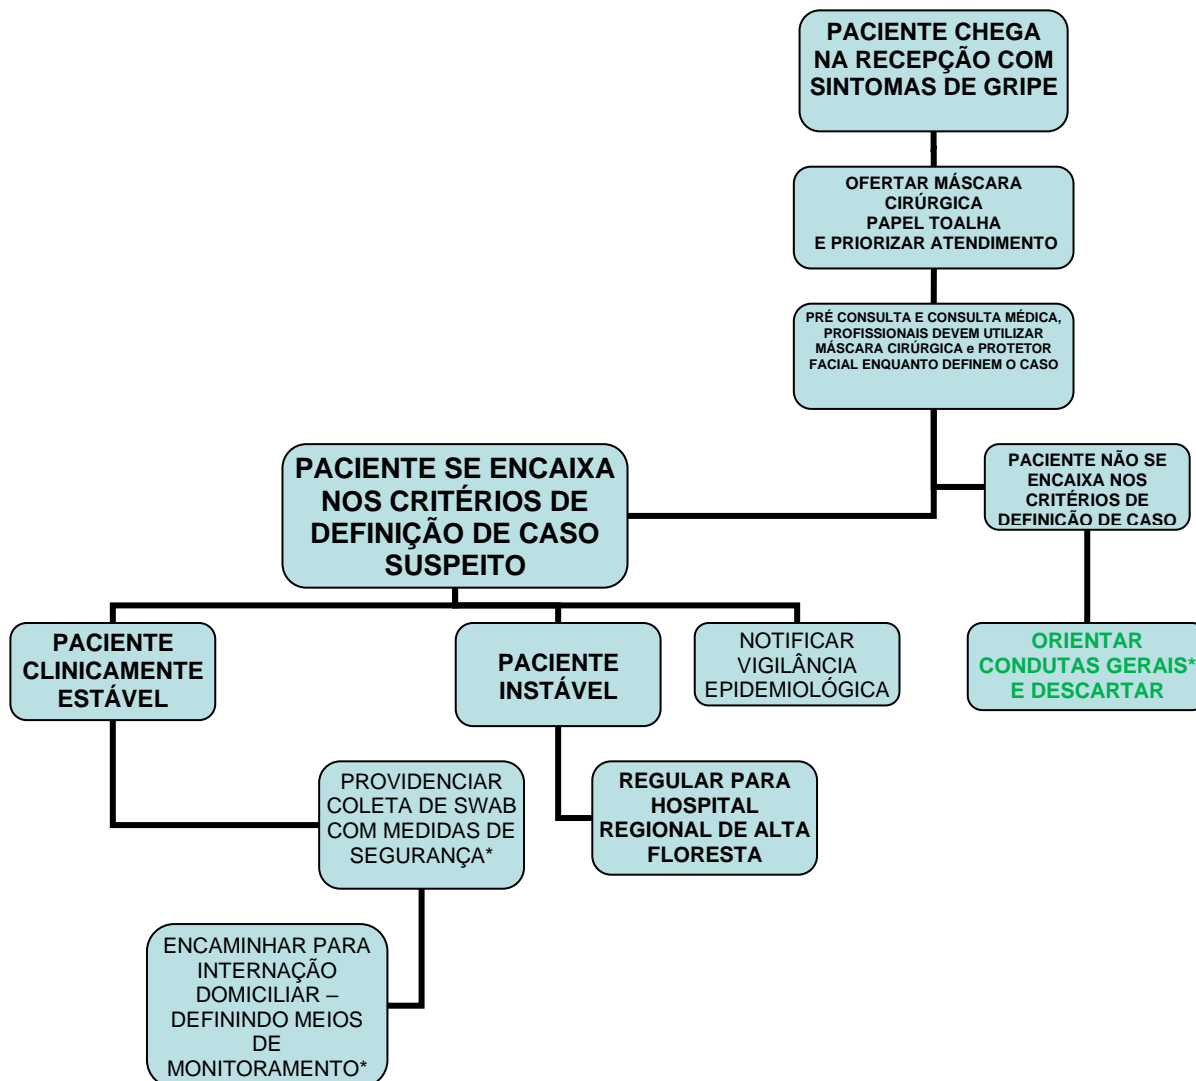 PACIENTE CHEGA
NA RECEPÇÃO COM
SINTOMAS DE GRIPE
OFERTAR MÁSCARA
CIRÚRGICA
PAPEL TOALHA
E PRIORIZAR ATENDIMENTO
PRÉ CONSULTA E CONSULTA MÉDICA,
PROFISSIONAIS DEVEM UTILIZAR
MÁSCARA CIRÚRGICA e PROTETOR
FACIAL ENQUANTO DEFINEM O CASO
PACIENTE SE ENCAIXA
NOS CRITÉRIOS DE
DEFINIÇÃO DE CASO
SUSPEITO
PACIENTE NÃO SE
ENCAIXA NOS
CRITÉRIOS DE
DEFINIÇÃO DE CASO
PACIENTE
CLINICAMENTE
ESTÁVEL
PACIENTE
INSTÁVEL
NOTIFICAR
VIGILÂNCIA
EPIDEMIOLÓGICA
ORIENTAR
CONDUTAS GERAIS*
E DESCARTAR
PROVIDENCIAR
COLETA DE SWAB
COM MEDIDAS DE
SEGURANÇA*
REGULAR PARA
HOSPITAL
REGIONAL DE ALTA
FLORESTA
ENCAMINHAR PARA
INTERNAÇÃO
DOMICILIAR –
DEFININDO MEIOS
DE
MONITORAMENTO*